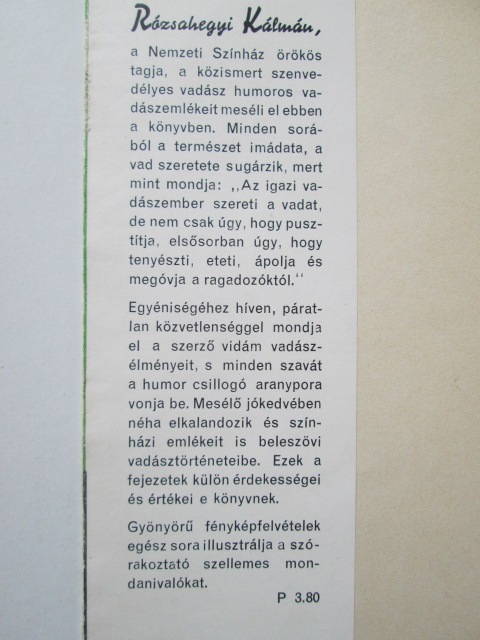 Rózsahegyi Kálmán,
a Nemzeti Színház örökös
tagja, a közismert szenve-
délyes vadász humoros va-
dászemlékeit meséli el ebben
a könyvben. Minden sorá-
ból a természet imádata, a
vad szeretete sugárzik, mert
mint mondja: ,,Az igazi va-
dászember szereti a vadat,
de nem csak úgy, hogy pusz-
títja, elsősorban úgy, hogy
tenyészti, eteti, ápolja és
megóvja a ragadozóktól.‘‘
Egyéniségéhez híven, párat-
lan közvetlenséggel mondja
el a szerző vidám vadász-
élményeit, s minden szavát
a humor csillogó aranypora
vonja be. Mesélő jókedvében
néha elkalandozik és szín-
házi emlékeit is beleszövi
vadásztörténeteibe. Ezek a
fejezetek külön érdekességei
és értékei e könyvnek.
Gyönyörű fényképfelvételek
egész sora illusztrálja a szó-
rakoztató szellemes mon-
danivalókat.
P 3.80